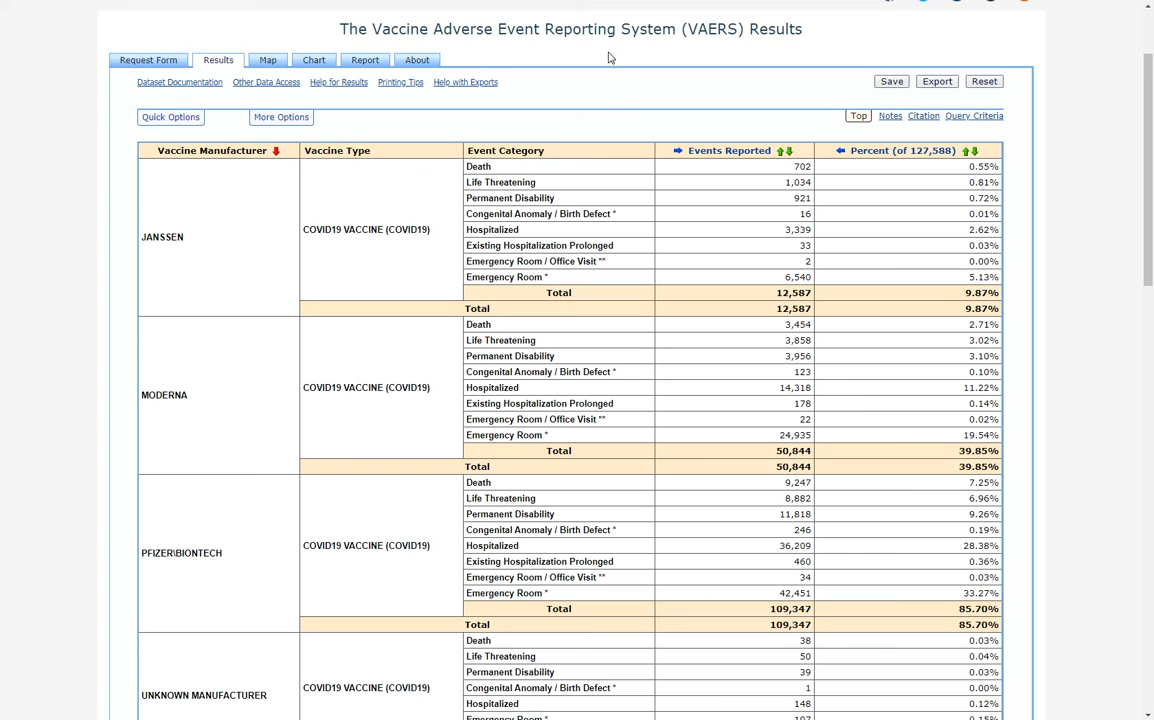 The Vaccine Adverse Event Reporting System (VAERS) Results
Request Form Results Map Chart Report About
Dataset Documentation Other Data Access Help for Results Printing Tips Help with Exports Save Export Reset
Quick Options More Options Top Notes Citation Query Criteria
Vaccine Manufacturer Vaccine Type Event Category Events Reported Percent (of 127,588)
JANSSEN COVID19 VACCINE (COVID19) Death 702 0.55%
Life Threatening 1,034 0.81%
Permanent Disability 921 0.72%
Congenital Anomaly / Birth Defect * 16 0.01%
Hospitalized 3,339 2.62%
Existing Hospitalization Prolonged 33 0.03%
Emergency Room / Office Visit ** 2 0.00%
Emergency Room * 6,540 5.13%
Total 12,587 9.87%
Total 12,587 9.87%
MODERNA COVID19 VACCINE (COVID19) Death 3,454 2.71%
Life Threatening 3,858 3.02%
Permanent Disability 3,956 3.10%
Congenital Anomaly / Birth Defect * 123 0.10%
Hospitalized 14,318 11.22%
Existing Hospitalization Prolonged 178 0.14%
Emergency Room / Office Visit ** 22 0.02%
Emergency Room * 24,935 19.54%
Total 50,844 39.85%
Total 50,844 39.85%
PFIZER\BIONTECH COVID19 VACCINE (COVID19) Death 9,247 7.25%
Life Threatening 8,882 6.96%
Permanent Disability 11,818 9.26%
Congenital Anomaly / Birth Defect * 246 0.19%
Hospitalized 36,209 28.38%
Existing Hospitalization Prolonged 460 0.36%
Emergency Room / Office Visit ** 34 0.03%
Emergency Room * 42,451 33.27%
Total 109,347 85.70%
Total 109,347 85.70%
UNKNOWN MANUFACTURER COVID19 VACCINE (COVID19) Death 38 0.03%
Life Threatening 50 0.04%
Permanent Disability 39 0.03%
Congenital Anomaly / Birth Defect * 1 0.00%
Hospitalized 148 0.12%
Emergency Room *